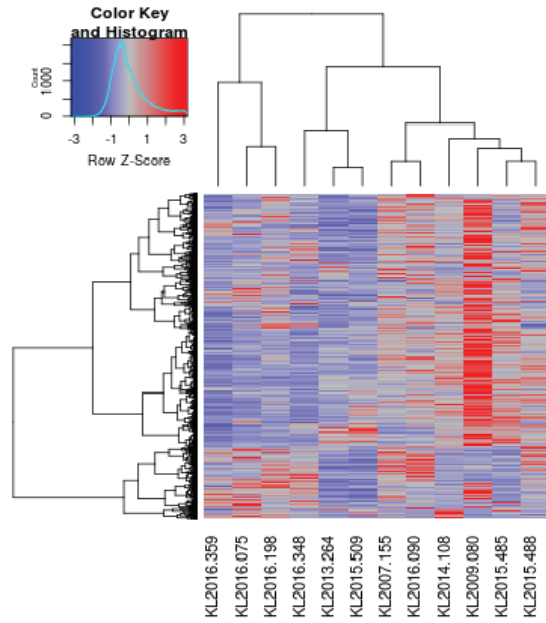 Color Key
and Histogram
Count
0 1000
-3 -1 1 3
Row Z-Score
KL2016.359
KL2016.075
KL2016.198
KL2016.348
KL2013.264
KL2015.509
KL2007.155
KL2016.090
KL2014.108
KL2009.080
KL2015.485
KL2015.488